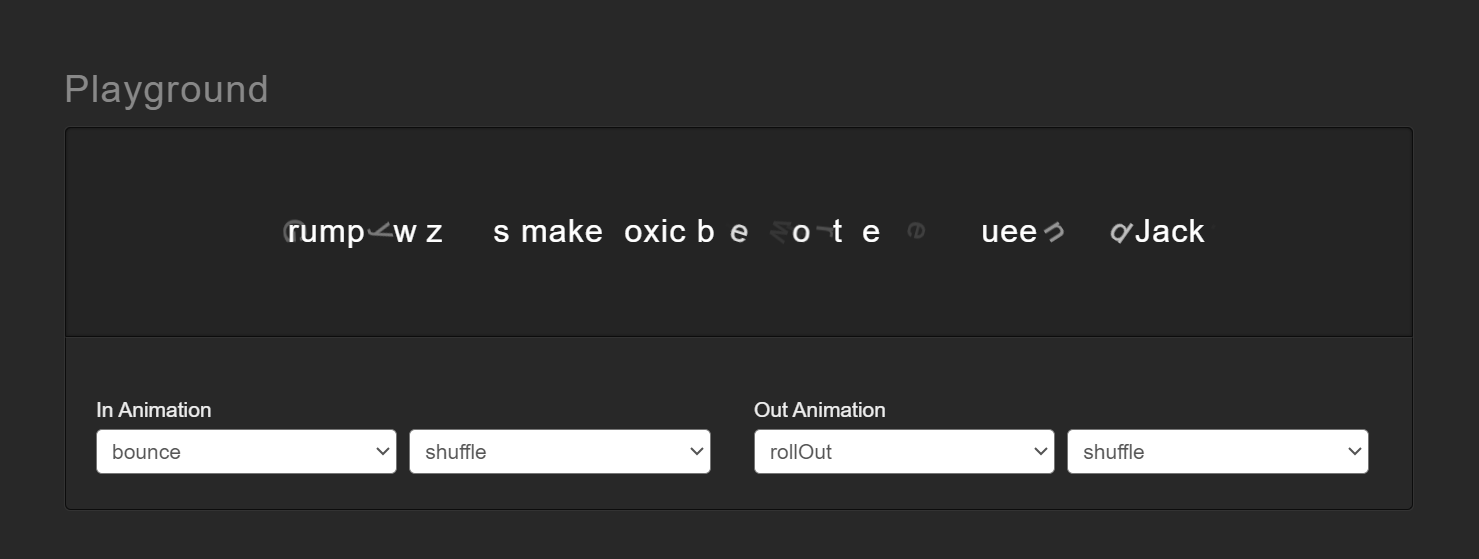 Playground
rump w z s make oxic b e o t e uee Jack
In Animation Out Animation
bounce shuffle rollOut shuffle